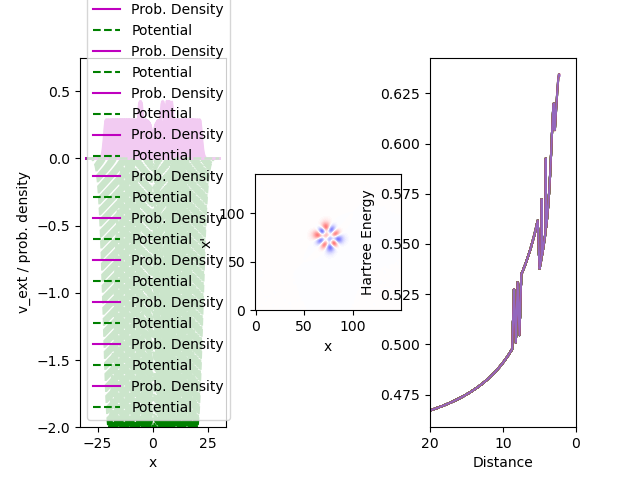 Prob. Density
Potential
Prob. Density
Potential
Prob. Density
Potential
Prob. Density
Potential
Prob. Density
Potential
Prob. Density
Potential
Prob. Density
Potential
Prob. Density
Potential
Prob. Density
Potential
Prob. Density
Potential
v_ext / prob. density
0.5
0.0
−0.5
−1.0
−1.5
−2.0
−25
0
25
x
x'
100
50
0
0
50
100
x
Hartree Energy
0.625
0.600
0.575
0.550
0.525
0.500
0.475
20
10
0
Distance